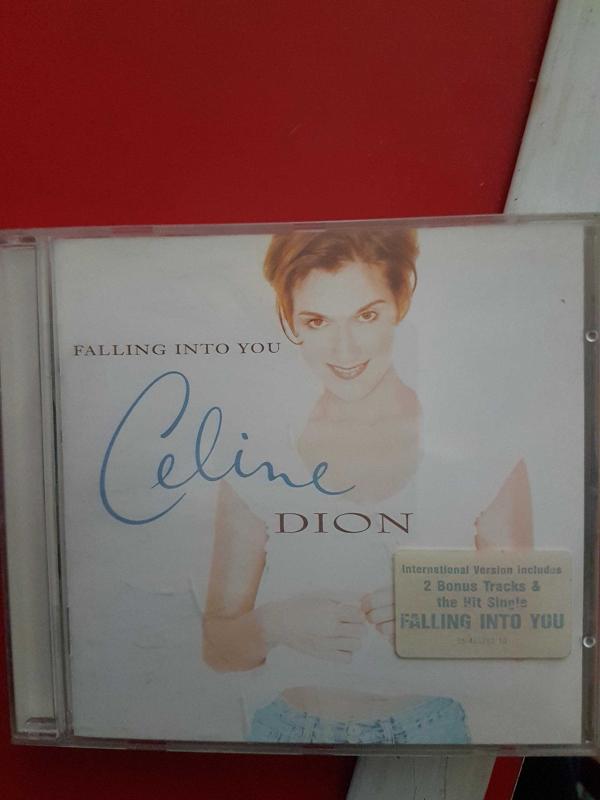 FALLING INTO YOU
Celine
DION
International Version includes
2 Bonus Tracks &
the Hit Single
FALLING INTO YOU